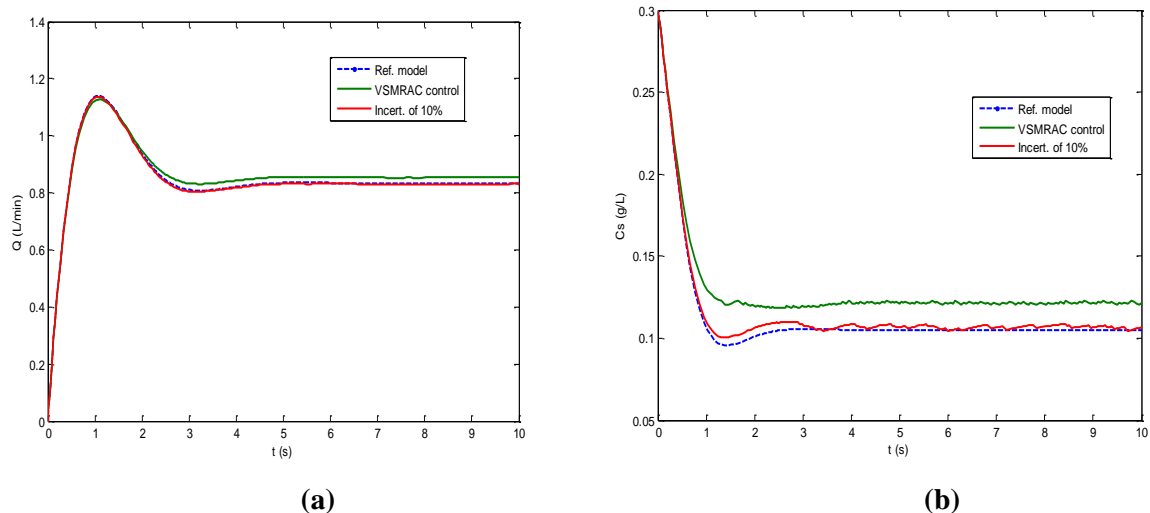 1.4
1.2
1
0.8
0.6
0.4
0.2
0
Q (L/min)
Ref. model
VSMRAC control
Incert. of 10%
0 1 2 3 4 5 6 7 8 9 10
t (s)
(a)
0.3
0.25
0.2
0.15
0.1
0.05
Cs (g/L)
Ref. model
VSMRAC control
Incert. of 10%
0 1 2 3 4 5 6 7 8 9 10
t (s)
(b)